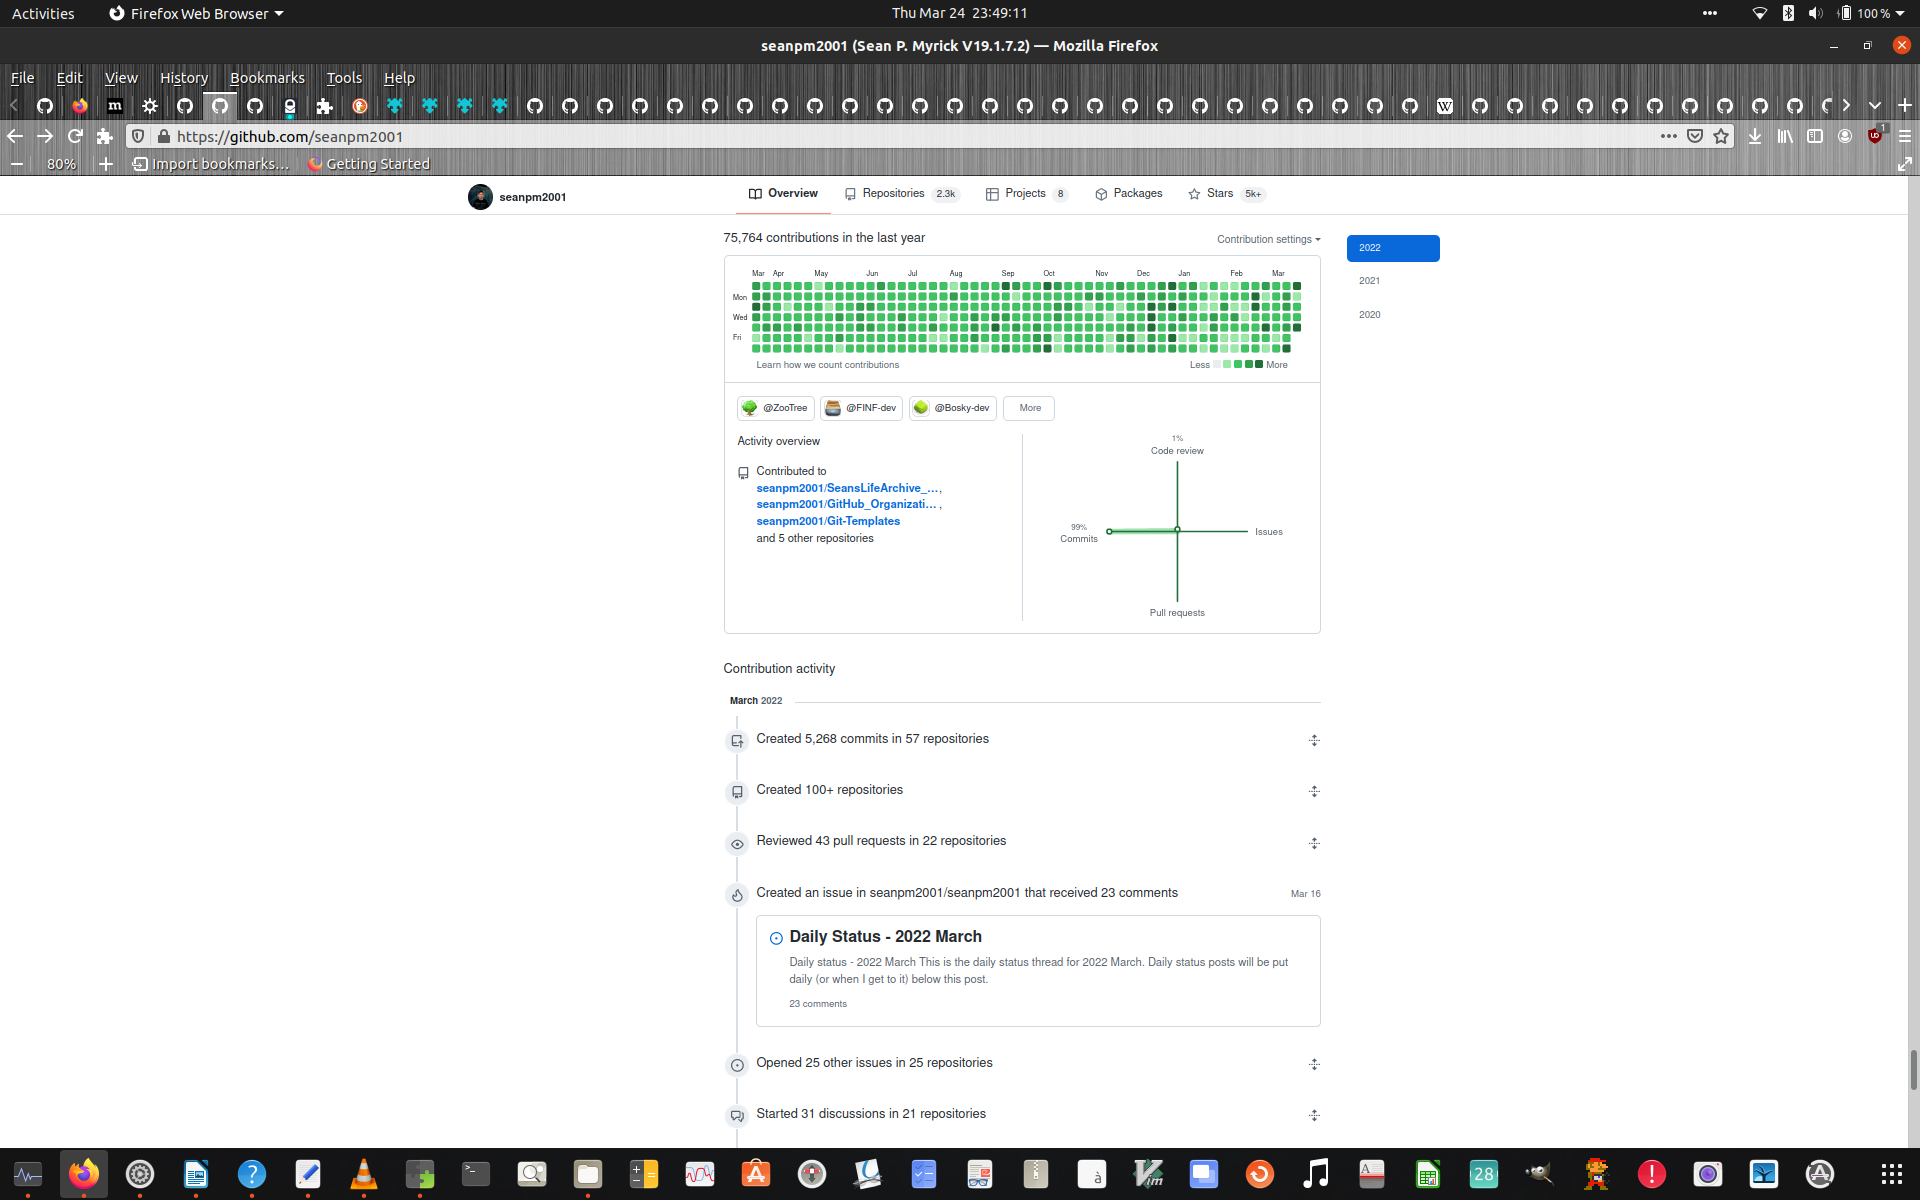 Activities
Firefox Web Browser
Thu Mar 24 23:49:11
100 %
seanpm2001 (Sean P. Myrick V19.1.7.2) — Mozilla Firefox
File Edit View History Bookmarks Tools Help
m
W
https://github.com/seanpm2001
1
80%
Import bookmarks…
Getting Started
seanpm2001
Overview
Repositories 2.3k
Projects 8
Packages
Stars 5k+
75,764 contributions in the last year
Contribution settings
2022
2021
2020
Mar Apr May Jun Jul Aug Sep Oct Nov Dec Jan Feb Mar
Mon
Wed
Fri
Learn how we count contributions
Less More
@ZooTree
@FINF-dev
@Bosky-dev
More
Activity overview
Contributed to
seanpm2001/SeansLifeArchive_… ,
seanpm2001/GitHub_Organizati… ,
seanpm2001/Git-Templates
and 5 other repositories
1%
Code review
99%
Commits
Issues
Pull requests
Contribution activity
March 2022
Created 5,268 commits in 57 repositories
Created 100+ repositories
Reviewed 43 pull requests in 22 repositories
Created an issue in seanpm2001/seanpm2001 that received 23 comments
Mar 16
Daily Status - 2022 March
Daily status - 2022 March This is the daily status thread for 2022 March. Daily status posts will be put
daily (or when I get to it) below this post.
23 comments
Opened 25 other issues in 25 repositories
Started 31 discussions in 21 repositories
28